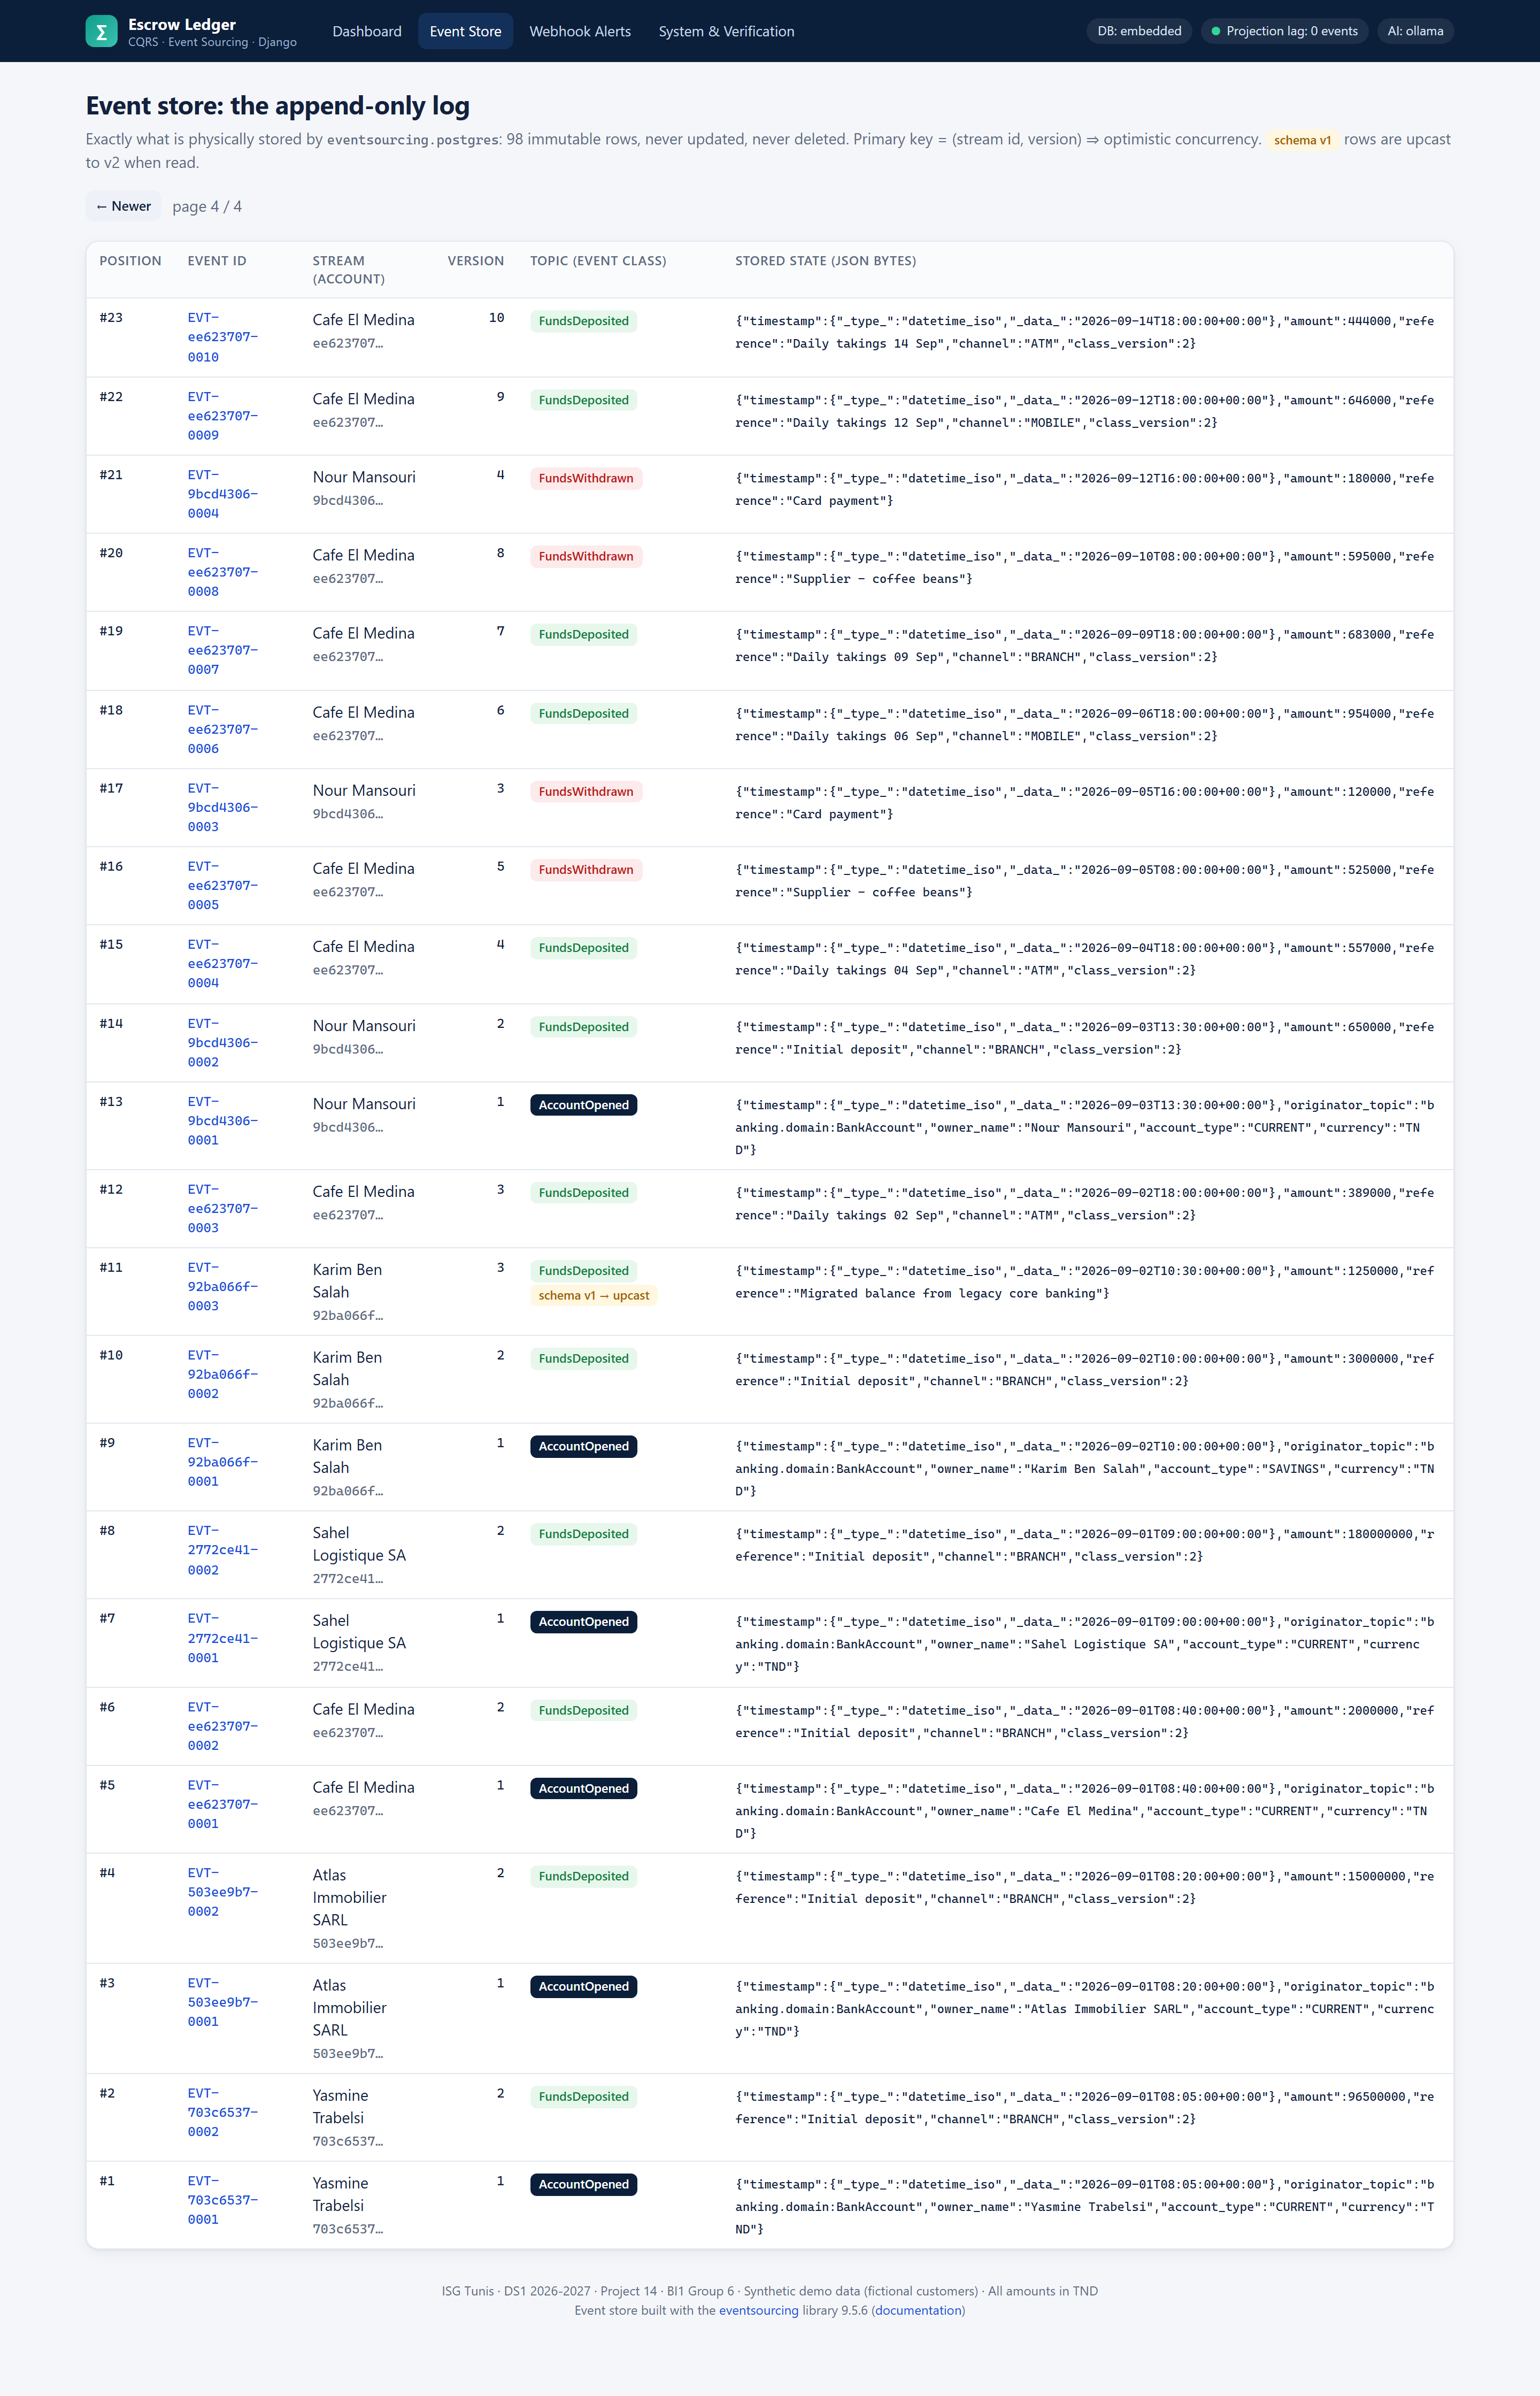 Σ
Escrow Ledger
CQRS · Event Sourcing · Django
Dashboard
Event Store
Webhook Alerts
System & Verification
DB: embedded
Projection lag: 0 events
AI: ollama
Event store: the append-only log
Exactly what is physically stored by eventsourcing.postgres: 98 immutable rows, never updated, never deleted. Primary key = (stream id, version) ⇒ optimistic concurrency. schema v1 rows are upcast
to v2 when read.
← Newer
page 4 / 4
POSITION EVENT ID STREAM VERSION TOPIC (EVENT CLASS) STORED STATE (JSON BYTES)
(ACCOUNT)
#23
EVT-
ee623707-
0010
Cafe El Medina
ee623707…
10
FundsDeposited
{"timestamp":{"_type_":"datetime_iso","_data_":"2026-09-14T18:00:00+00:00"},"amount":444000,"refe
rence":"Daily takings 14 Sep","channel":"ATM","class_version":2}
#22
EVT-
ee623707-
0009
Cafe El Medina
ee623707…
9
FundsDeposited
{"timestamp":{"_type_":"datetime_iso","_data_":"2026-09-12T18:00:00+00:00"},"amount":646000,"refe
rence":"Daily takings 12 Sep","channel":"MOBILE","class_version":2}
#21
EVT-
9bcd4306-
0004
Nour Mansouri
9bcd4306…
4
FundsWithdrawn
{"timestamp":{"_type_":"datetime_iso","_data_":"2026-09-12T16:00:00+00:00"},"amount":180000,"refe
rence":"Card payment"}
#20
EVT-
ee623707-
0008
Cafe El Medina
ee623707…
8
FundsWithdrawn
{"timestamp":{"_type_":"datetime_iso","_data_":"2026-09-10T08:00:00+00:00"},"amount":595000,"refe
rence":"Supplier - coffee beans"}
#19
EVT-
ee623707-
0007
Cafe El Medina
ee623707…
7
FundsDeposited
{"timestamp":{"_type_":"datetime_iso","_data_":"2026-09-09T18:00:00+00:00"},"amount":683000,"refe
rence":"Daily takings 09 Sep","channel":"BRANCH","class_version":2}
#18
EVT-
ee623707-
0006
Cafe El Medina
ee623707…
6
FundsDeposited
{"timestamp":{"_type_":"datetime_iso","_data_":"2026-09-06T18:00:00+00:00"},"amount":954000,"refe
rence":"Daily takings 06 Sep","channel":"MOBILE","class_version":2}
#17
EVT-
9bcd4306-
0003
Nour Mansouri
9bcd4306…
3
FundsWithdrawn
{"timestamp":{"_type_":"datetime_iso","_data_":"2026-09-05T16:00:00+00:00"},"amount":120000,"refe
rence":"Card payment"}
#16
EVT-
ee623707-
0005
Cafe El Medina
ee623707…
5
FundsWithdrawn
{"timestamp":{"_type_":"datetime_iso","_data_":"2026-09-05T08:00:00+00:00"},"amount":525000,"refe
rence":"Supplier - coffee beans"}
#15
EVT-
ee623707-
0004
Cafe El Medina
ee623707…
4
FundsDeposited
{"timestamp":{"_type_":"datetime_iso","_data_":"2026-09-04T18:00:00+00:00"},"amount":557000,"refe
rence":"Daily takings 04 Sep","channel":"ATM","class_version":2}
#14
EVT-
9bcd4306-
0002
Nour Mansouri
9bcd4306…
2
FundsDeposited
{"timestamp":{"_type_":"datetime_iso","_data_":"2026-09-03T13:30:00+00:00"},"amount":650000,"refe
rence":"Initial deposit","channel":"BRANCH","class_version":2}
#13
EVT-
9bcd4306-
0001
Nour Mansouri
9bcd4306…
1
AccountOpened
{"timestamp":{"_type_":"datetime_iso","_data_":"2026-09-03T13:30:00+00:00"},"originator_topic":"b
anking.domain:BankAccount","owner_name":"Nour Mansouri","account_type":"CURRENT","currency":"TN
D"}
#12
EVT-
ee623707-
0003
Cafe El Medina
ee623707…
3
FundsDeposited
{"timestamp":{"_type_":"datetime_iso","_data_":"2026-09-02T18:00:00+00:00"},"amount":389000,"refe
rence":"Daily takings 02 Sep","channel":"ATM","class_version":2}
#11
EVT-
92ba066f-
0003
Karim Ben
Salah
92ba066f…
3
FundsDeposited
schema v1 → upcast
{"timestamp":{"_type_":"datetime_iso","_data_":"2026-09-02T10:30:00+00:00"},"amount":1250000,"ref
erence":"Migrated balance from legacy core banking"}
#10
EVT-
92ba066f-
0002
Karim Ben
Salah
92ba066f…
2
FundsDeposited
{"timestamp":{"_type_":"datetime_iso","_data_":"2026-09-02T10:00:00+00:00"},"amount":3000000,"ref
erence":"Initial deposit","channel":"BRANCH","class_version":2}
#9
EVT-
92ba066f-
0001
Karim Ben
Salah
92ba066f…
1
AccountOpened
{"timestamp":{"_type_":"datetime_iso","_data_":"2026-09-02T10:00:00+00:00"},"originator_topic":"b
anking.domain:BankAccount","owner_name":"Karim Ben Salah","account_type":"SAVINGS","currency":"TN
D"}
#8
EVT-
2772ce41-
0002
Sahel
Logistique SA
2772ce41…
2
FundsDeposited
{"timestamp":{"_type_":"datetime_iso","_data_":"2026-09-01T09:00:00+00:00"},"amount":180000000,"r
eference":"Initial deposit","channel":"BRANCH","class_version":2}
#7
EVT-
2772ce41-
0001
Sahel
Logistique SA
2772ce41…
1
AccountOpened
{"timestamp":{"_type_":"datetime_iso","_data_":"2026-09-01T09:00:00+00:00"},"originator_topic":"b
anking.domain:BankAccount","owner_name":"Sahel Logistique SA","account_type":"CURRENT","currenc
y":"TND"}
#6
EVT-
ee623707-
0002
Cafe El Medina
ee623707…
2
FundsDeposited
{"timestamp":{"_type_":"datetime_iso","_data_":"2026-09-01T08:40:00+00:00"},"amount":2000000,"ref
erence":"Initial deposit","channel":"BRANCH","class_version":2}
#5
EVT-
ee623707-
0001
Cafe El Medina
ee623707…
1
AccountOpened
{"timestamp":{"_type_":"datetime_iso","_data_":"2026-09-01T08:40:00+00:00"},"originator_topic":"b
anking.domain:BankAccount","owner_name":"Cafe El Medina","account_type":"CURRENT","currency":"TN
D"}
#4
EVT-
503ee9b7-
0002
Atlas
Immobilier
SARL
503ee9b7…
2
FundsDeposited
{"timestamp":{"_type_":"datetime_iso","_data_":"2026-09-01T08:20:00+00:00"},"amount":15000000,"re
ference":"Initial deposit","channel":"BRANCH","class_version":2}
#3
EVT-
503ee9b7-
0001
Atlas
Immobilier
SARL
503ee9b7…
1
AccountOpened
{"timestamp":{"_type_":"datetime_iso","_data_":"2026-09-01T08:20:00+00:00"},"originator_topic":"b
anking.domain:BankAccount","owner_name":"Atlas Immobilier SARL","account_type":"CURRENT","currenc
y":"TND"}
#2
EVT-
703c6537-
0002
Yasmine
Trabelsi
703c6537…
2
FundsDeposited
{"timestamp":{"_type_":"datetime_iso","_data_":"2026-09-01T08:05:00+00:00"},"amount":96500000,"re
ference":"Initial deposit","channel":"BRANCH","class_version":2}
#1
EVT-
703c6537-
0001
Yasmine
Trabelsi
703c6537…
1
AccountOpened
{"timestamp":{"_type_":"datetime_iso","_data_":"2026-09-01T08:05:00+00:00"},"originator_topic":"b
anking.domain:BankAccount","owner_name":"Yasmine Trabelsi","account_type":"CURRENT","currency":"T
ND"}
ISG Tunis · DS1 2026-2027 · Project 14 · BI1 Group 6 · Synthetic demo data (fictional customers) · All amounts in TND
Event store built with the eventsourcing library 9.5.6 (documentation)